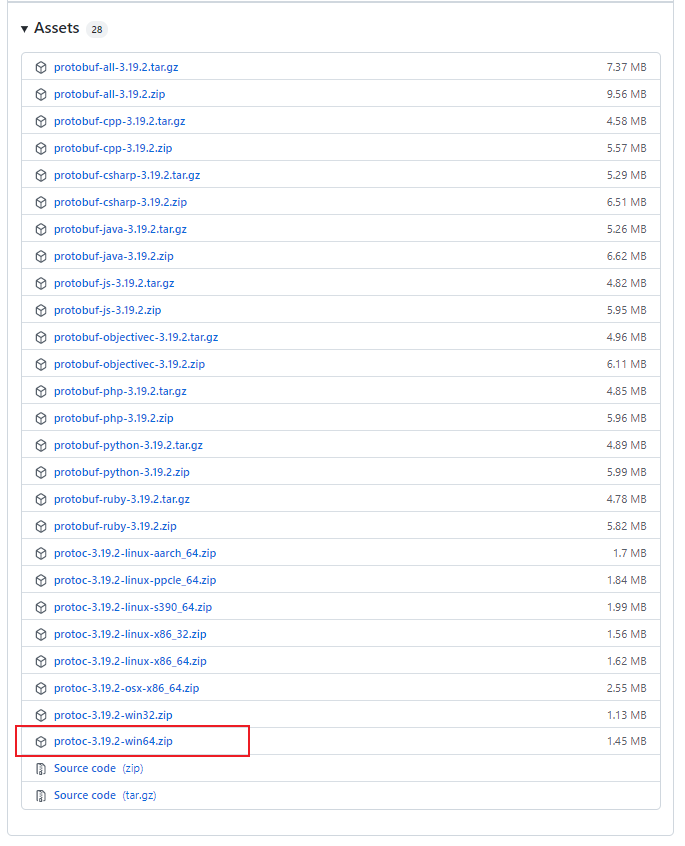 Assets 28
protobuf-all-3.19.2.tar.gz 7.37 MB
protobuf-all-3.19.2.zip 9.56 MB
protobuf-cpp-3.19.2.tar.gz 4.58 MB
protobuf-cpp-3.19.2.zip 5.57 MB
protobuf-csharp-3.19.2.tar.gz 5.29 MB
protobuf-csharp-3.19.2.zip 6.51 MB
protobuf-java-3.19.2.tar.gz 5.26 MB
protobuf-java-3.19.2.zip 6.62 MB
protobuf-js-3.19.2.tar.gz 4.82 MB
protobuf-js-3.19.2.zip 5.95 MB
protobuf-objectivec-3.19.2.tar.gz 4.96 MB
protobuf-objectivec-3.19.2.zip 6.11 MB
protobuf-php-3.19.2.tar.gz 4.85 MB
protobuf-php-3.19.2.zip 5.96 MB
protobuf-python-3.19.2.tar.gz 4.89 MB
protobuf-python-3.19.2.zip 5.99 MB
protobuf-ruby-3.19.2.tar.gz 4.78 MB
protobuf-ruby-3.19.2.zip 5.82 MB
protoc-3.19.2-linux-aarch_64.zip 1.7 MB
protoc-3.19.2-linux-ppcle_64.zip 1.84 MB
protoc-3.19.2-linux-s390_64.zip 1.99 MB
protoc-3.19.2-linux-x86_32.zip 1.56 MB
protoc-3.19.2-linux-x86_64.zip 1.62 MB
protoc-3.19.2-osx-x86_64.zip 2.55 MB
protoc-3.19.2-win32.zip 1.13 MB
protoc-3.19.2-win64.zip 1.45 MB
Source code (zip)
Source code (tar.gz)